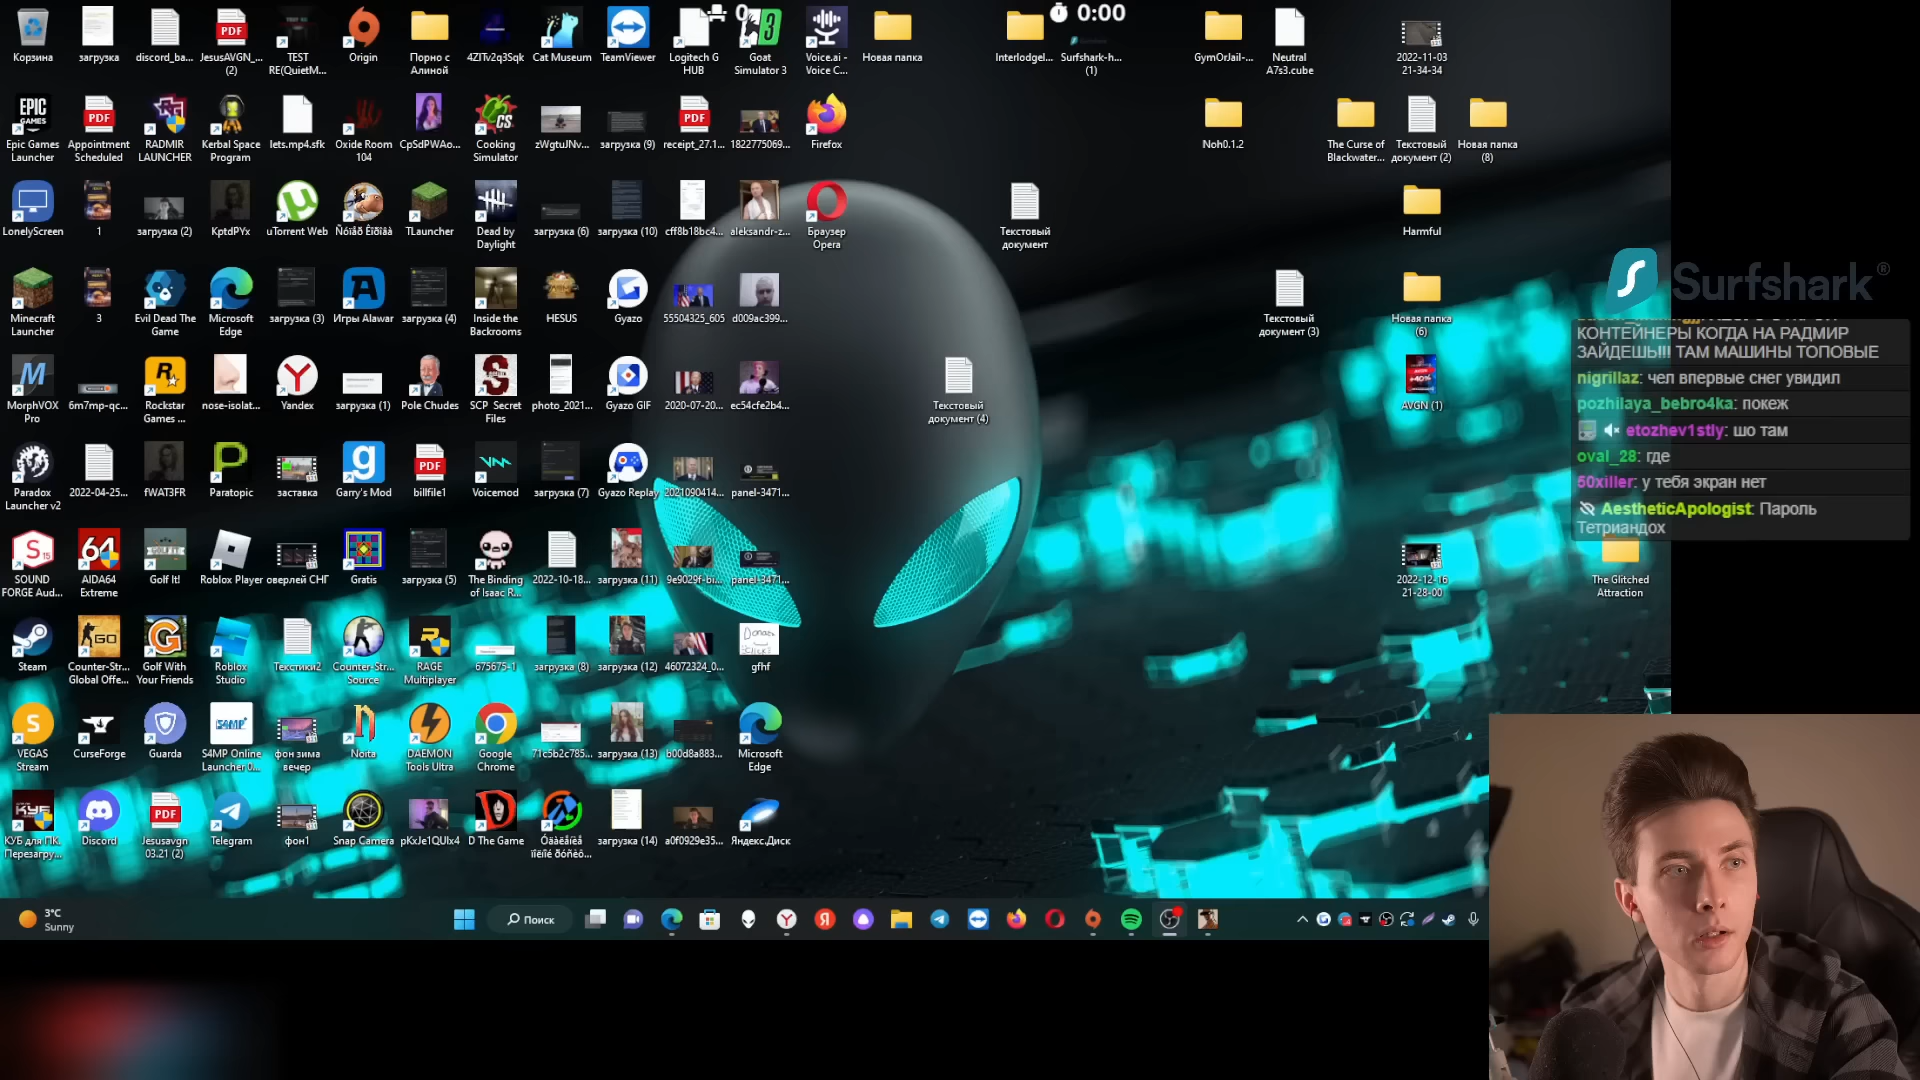 0
0:00
Корзина
загрузка
discord_ba...
JesusAVGN_...
(2)
TEST
RE(QuietM...
Origin
Порно с
Алиной
4ZlTv2q3Sqk
Cat Museum
TeamViewer
Logitech G
HUB
Goat
Simulator 3
Voice.ai -
Voice C...
Новая папка
Interlodgel...
Surfshark-h...
(1)
GymOrJail-...
Neutral
A7s3.cube
2022-11-03
21-34-34
Epic Games
Launcher
Appointment
Scheduled
RADMIR
LAUNCHER
Kerbal Space
Program
lets.mp4.sfk
Oxide Room
104
CpSdPWAo...
Cooking
Simulator
zWgtuJNv...
загрузка (9)
receipt_27.1...
1822775069...
Firefox
Noh0.1.2
The Curse of
Blackwater...
Текстовый
документ (2)
Новая папка
(8)
LonelyScreen
1
загрузка (2)
KptdPYx
uTorrent Web
Ñóïåð Êîðîâà
TLauncher
Dead by
Daylight
загрузка (6)
загрузка (10)
cff8b18bc4...
aleksandr-z...
Браузер
Opera
Текстовый
документ
Harmful
Minecraft
Launcher
3
Evil Dead The
Game
Microsoft
Edge
загрузка (3)
Игры Alawar
загрузка (4)
Inside the
Backrooms
HESUS
Gyazo
55504325_605
d009ac399...
Текстовый
документ (3)
Новая папка
(6)
MorphVOX
Pro
6m7mp-qc...
Rockstar
Games ...
nose-isolat...
Yandex
загрузка (1)
Pole Chudes
SCP Secret
Files
photo_2021...
Gyazo GIF
2020-07-20...
ec54cfe2b4...
Текстовый
документ (4)
+40%
AVGN (1)
Paradox
Launcher v2
2022-04-25...
fWAT3FR
Paratopic
заставка
Garry's Mod
billfile1
Voicemod
загрузка (7)
Gyazo Replay
2021090414...
panel-3471...
SOUND
FORGE Aud...
AIDA64
Extreme
Golf It!
Roblox Player
оверлей СНГ
Gratis
загрузка (5)
The Binding
of Isaac R...
2022-10-18...
загрузка (11)
9e9029f-bi...
panel-3471...
2022-12-16
21-28-00
The Glitched
Attraction
Steam
Counter-Str...
Global Offe...
Golf With
Your Friends
Roblox
Studio
Текстики2
Counter-Str...
Source
RAGE
Multiplayer
675675-1
загрузка (8)
загрузка (12)
46072324_0...
gfhf
VEGAS
Stream
CurseForge
Guarda
S4MP Online
Launcher 0...
фон зима
вечер
Noita
DAEMON
Tools Ultra
Google
Chrome
71c5b2c785...
загрузка (13)
b00d8a883...
Microsoft
Edge
КУБ для ПК.
Перезагру...
Discord
Jesusavgn
03.21 (2)
Telegram
фон1
Snap Camera
pKxJe1QUlx4
D The Game
загрузка (14)
a0f0929e35...
Яндекс.Диск
Surfshark®
КОНТЕЙНЕРЫ КОГДА НА РАДМИР
ЗАЙДЕШЬ!!! ТАМ МАШИНЫ ТОПОВЫЕ
nigrillaz: чел впервые снег увидил
pozhilaya_bebro4ka: покеж
etozhev1stly: шо там
oval_28: где
50xiller: у тебя экран нет
AestheticApologist: Пароль
Тетриандох
3°C
Sunny
Поиск